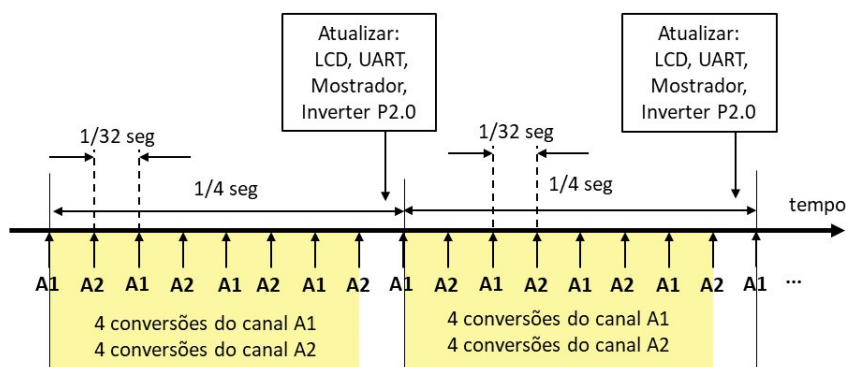 Atualizar:
LCD, UART,
Mostrador,
Inverter P2.0
Atualizar:
LCD, UART,
Mostrador,
Inverter P2.0
1/32 seg
1/32 seg
1/4 seg
1/4 seg
tempo
A1 A2 A1 A2 A1 A2 A1 A2 A1 A2 A1 A2 A1 A2 A1 A2 A1 ...
4 conversões do canal A1
4 conversões do canal A2
4 conversões do canal A1
4 conversões do canal A2